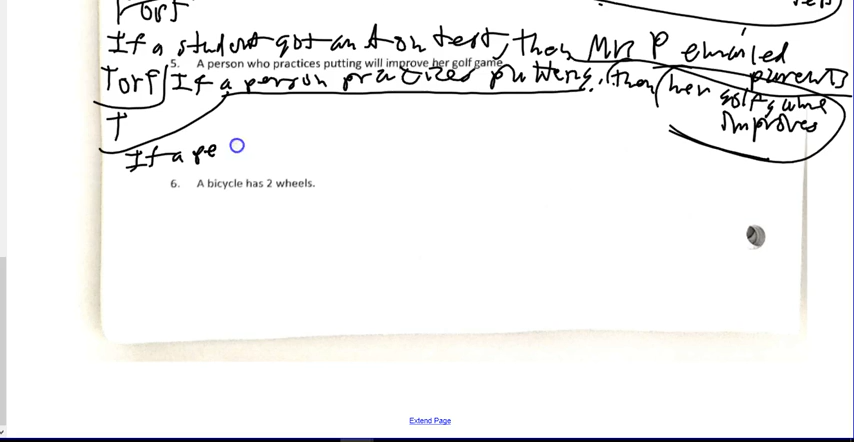 T or F
If a student got an A on test, then Mr P emailed
parents
5. A person who practices putting will improve her golf game.
T or F If a person practices putting, then her golf game
improves
T
If a pe
6. A bicycle has 2 wheels.
Extend Page